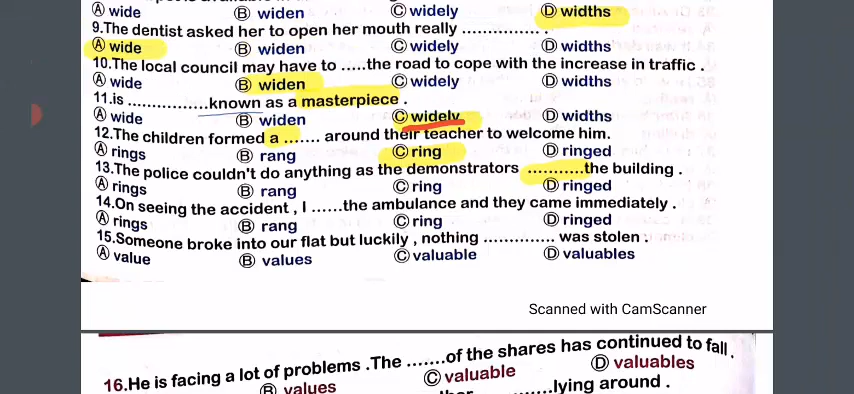 Ⓐ wide Ⓑ widen Ⓒ widely Ⓓ widths
9.The dentist asked her to open her mouth really ............... .
Ⓐ wide Ⓑ widen Ⓒ widely Ⓓ widths
10.The local council may have to .....the road to cope with the increase in traffic .
Ⓐ wide Ⓑ widen Ⓒ widely Ⓓ widths
11.is ...............known as a masterpiece .
Ⓐ wide Ⓑ widen Ⓒ widely Ⓓ widths
12.The children formed a ....... around their teacher to welcome him.
Ⓐ rings Ⓑ rang Ⓒ ring Ⓓ ringed
13.The police couldn't do anything as the demonstrators ...........the building .
Ⓐ rings Ⓑ rang Ⓒ ring Ⓓ ringed
14.On seeing the accident , I ......the ambulance and they came immediately .
Ⓐ rings Ⓑ rang Ⓒ ring Ⓓ ringed
15.Someone broke into our flat but luckily , nothing .............. was stolen .
Ⓐ value Ⓑ values Ⓒ valuable Ⓓ valuables
Scanned with CamScanner
16.He is facing a lot of problems .The .......of the shares has continued to fall .
Ⓑ values Ⓒ valuable Ⓓ valuables
...lying around .